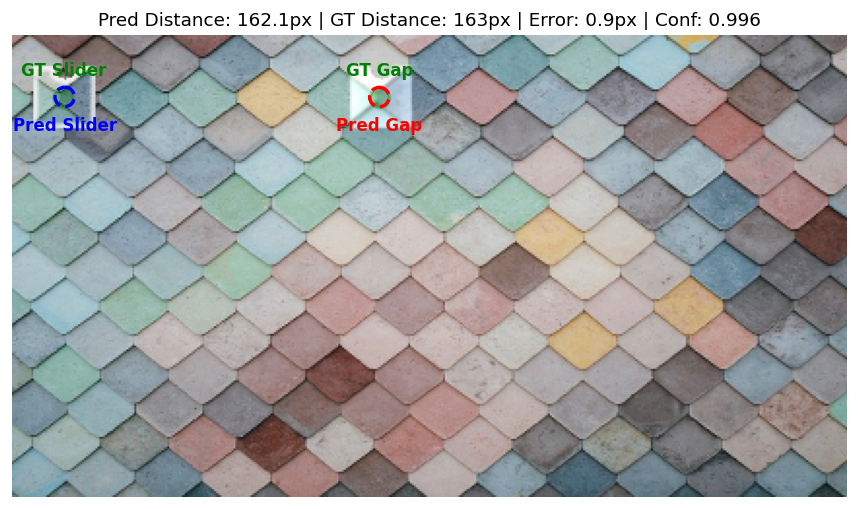 Pred Distance: 162.1px | GT Distance: 163px | Error: 0.9px | Conf: 0.996
GT Slider
GT Gap
Pred Slider
Pred Gap